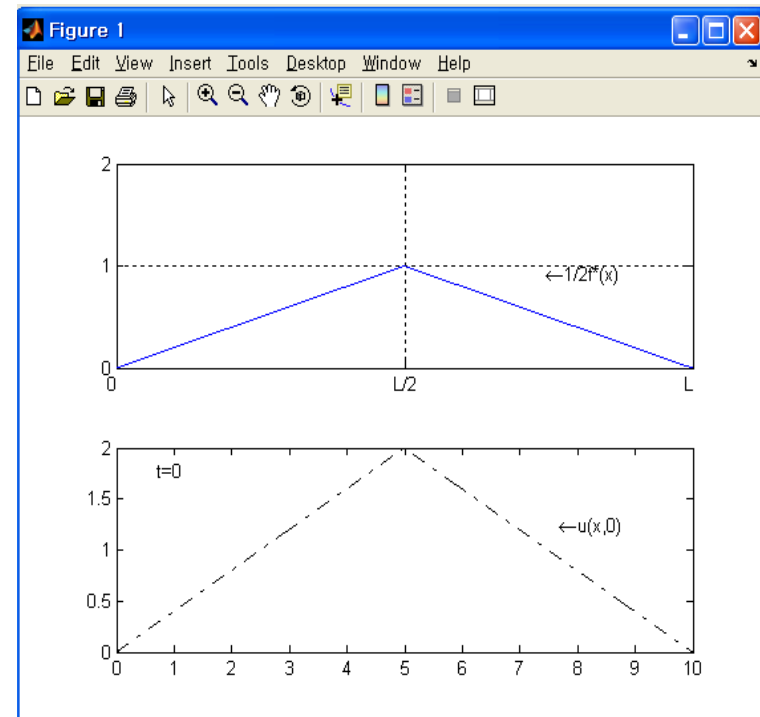 Figure 1
File Edit View Insert Tools Desktop Window Help
2
1
←1/2f*(x)
0
0 L/2 L
2
t=0
1.5
←u(x,0)
1
0.5
0
0 1 2 3 4 5 6 7 8 9 10